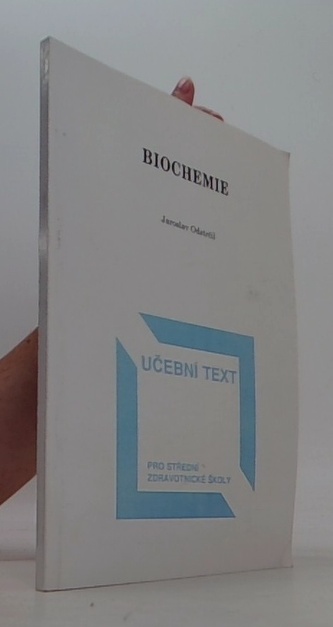 BIOCHEMIE
Jaroslav Odstrčil
UČEBNÍ TEXT
PRO STŘEDNÍ
ZDRAVOTNICKÉ ŠKOLY